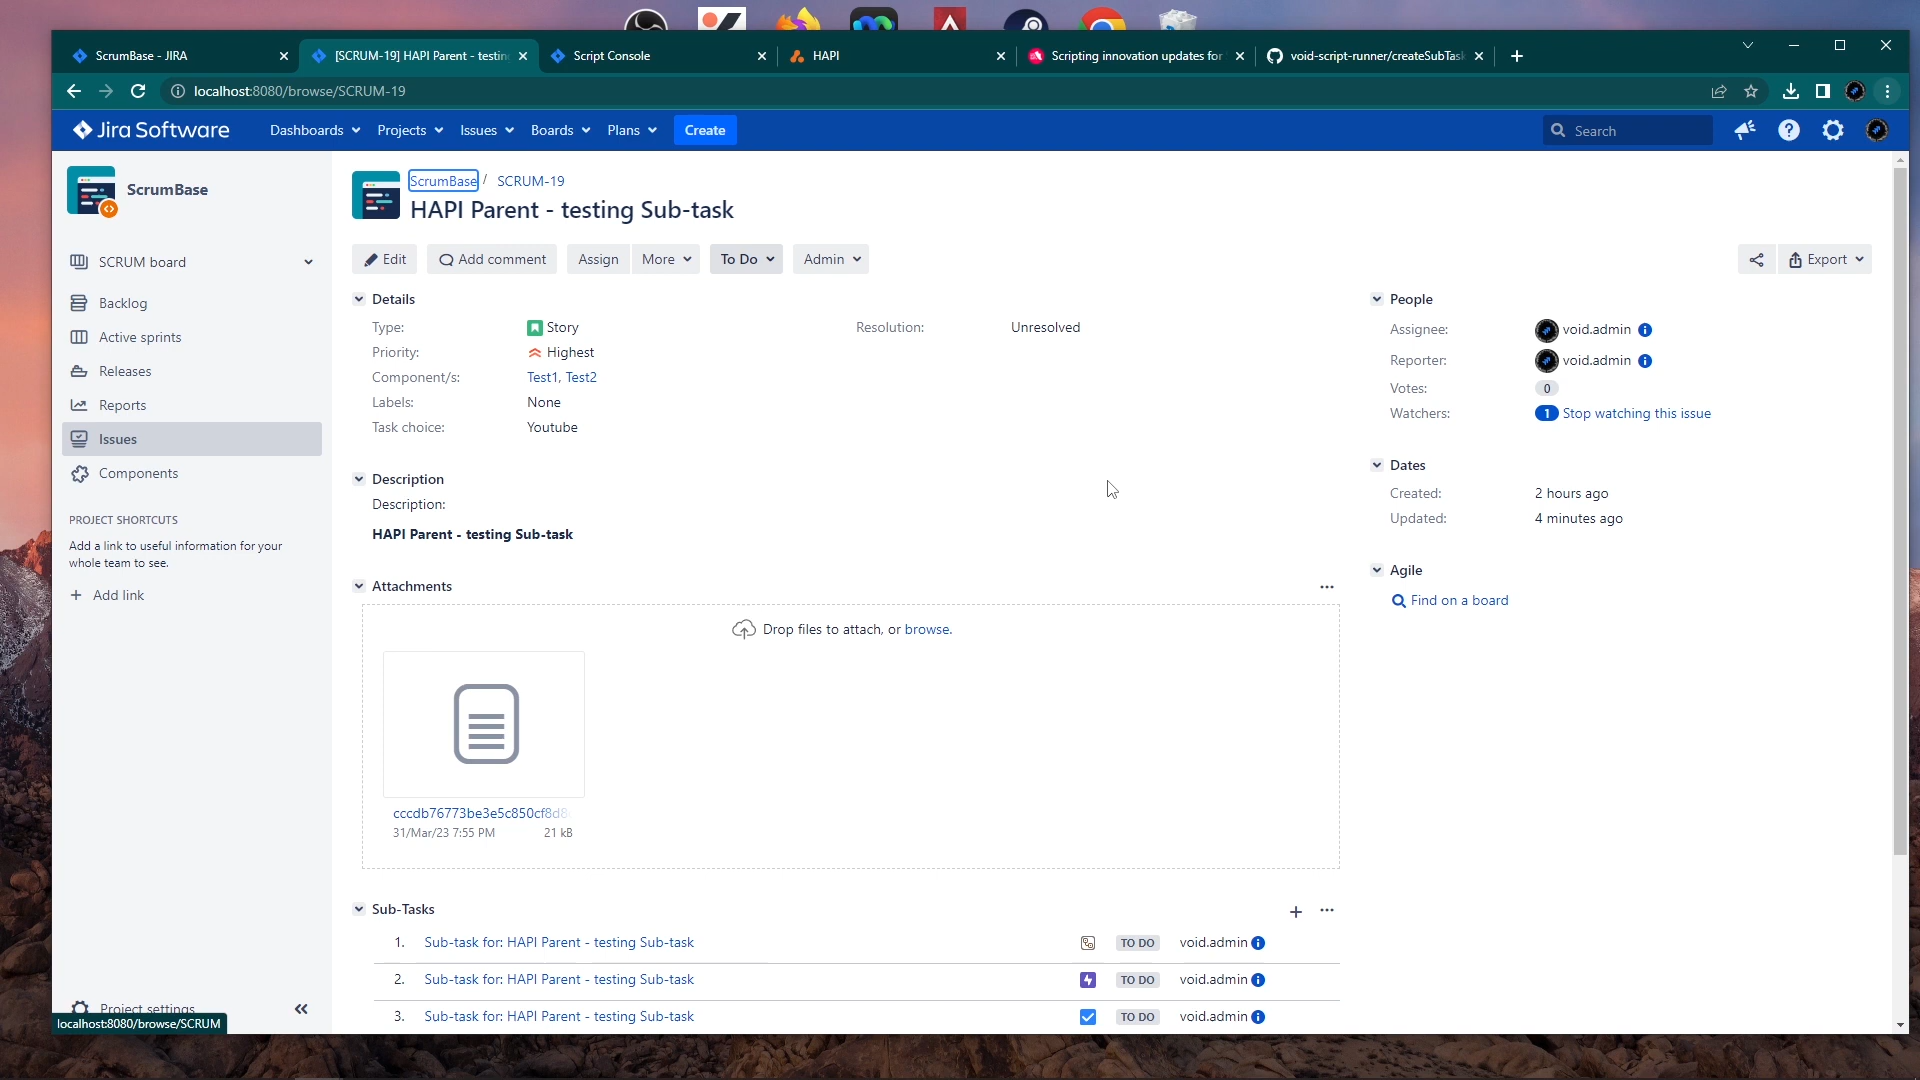 ScrumBase - JIRA
[SCRUM-19] HAPI Parent - testin
Script Console
HAPI
Scripting innovation updates for
void-script-runner/createSubTask
localhost:8080/browse/SCRUM-19
Jira Software
Dashboards
Projects
Issues
Boards
Plans
Create
Search
ScrumBase
SCRUM board
Backlog
Active sprints
Releases
Reports
Issues
Components
PROJECT SHORTCUTS
Add a link to useful information for your
whole team to see.
+ Add link
Project settings
localhost:8080/browse/SCRUM
ScrumBase / SCRUM-19
HAPI Parent - testing Sub-task
Edit
Add comment
Assign
More
To Do
Admin
Export
Details
Type: Story
Priority: Highest
Component/s: Test1, Test2
Labels: None
Task choice: Youtube
Resolution: Unresolved
Description
Description:
HAPI Parent - testing Sub-task
Attachments
Drop files to attach, or browse.
cccdb76773be3e5c850cf8d8
31/Mar/23 7:55 PM 21 kB
Sub-Tasks
1. Sub-task for: HAPI Parent - testing Sub-task TO DO void.admin
2. Sub-task for: HAPI Parent - testing Sub-task TO DO void.admin
3. Sub-task for: HAPI Parent - testing Sub-task TO DO void.admin
People
Assignee: void.admin
Reporter: void.admin
Votes: 0
Watchers: 1 Stop watching this issue
Dates
Created: 2 hours ago
Updated: 4 minutes ago
Agile
Find on a board